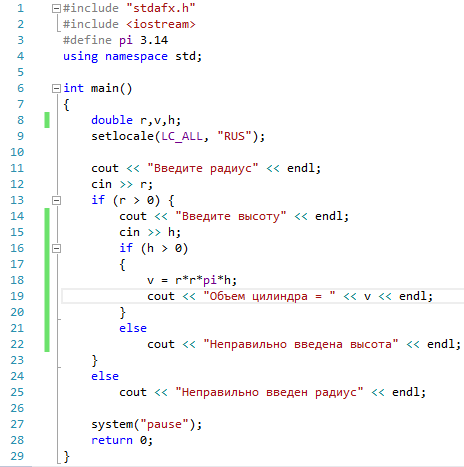 1 #include "stdafx.h"
2 #include <iostream>
3 #define pi 3.14
4 using namespace std;
5
6 int main()
7 {
8 double r,v,h;
9 setlocale(LC_ALL, "RUS");
10
11 cout << "Введите радиус" << endl;
12 cin >> r;
13 if (r > 0) {
14 cout << "Введите высоту" << endl;
15 cin >> h;
16 if (h > 0)
17 {
18 v = r*r*pi*h;
19 cout << "Объем цилиндра = " << v << endl;
20 }
21 else
22 cout << "Неправильно введена высота" << endl;
23 }
24 else
25 cout << "Неправильно введен радиус" << endl;
26
27 system("pause");
28 return 0;
29 }